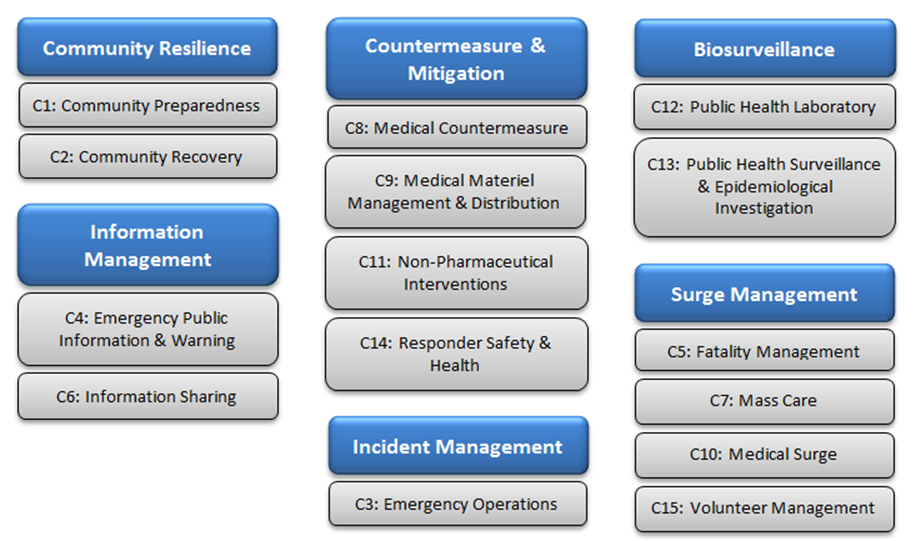 Community Resilience
C1: Community Preparedness
C2: Community Recovery
Information
Management
C4: Emergency Public
Information & Warning
C6: Information Sharing
Countermeasure &
Mitigation
C8: Medical Countermeasure
C9: Medical Materiel
Management & Distribution
C11: Non-Pharmaceutical
Interventions
C14: Responder Safety &
Health
Incident Management
C3: Emergency Operations
Biosurveillance
C12: Public Health Laboratory
C13: Public Health Surveillance
& Epidemiological
Investigation
Surge Management
C5: Fatality Management
C7: Mass Care
C10: Medical Surge
C15: Volunteer Management